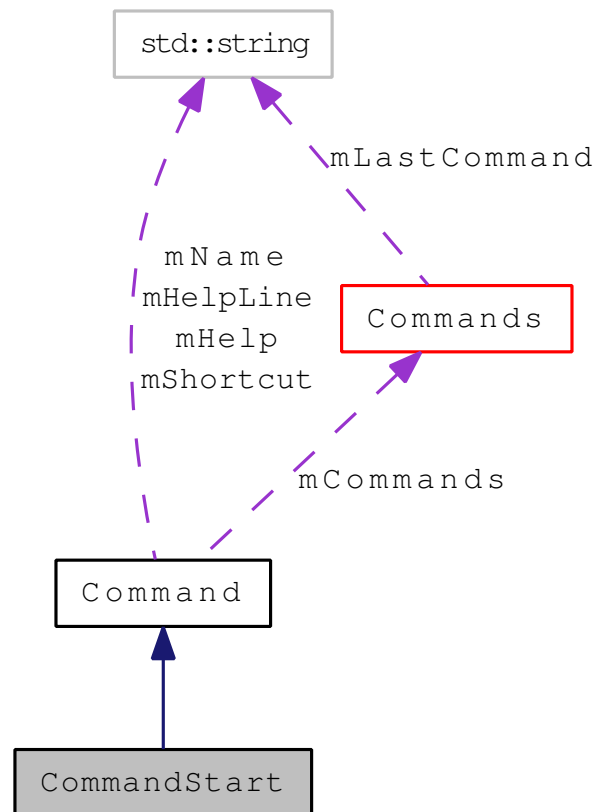 std::string
mLastCommand
mName
mHelpLine
mHelp
mShortcut
Commands
mCommands
Command
CommandStart